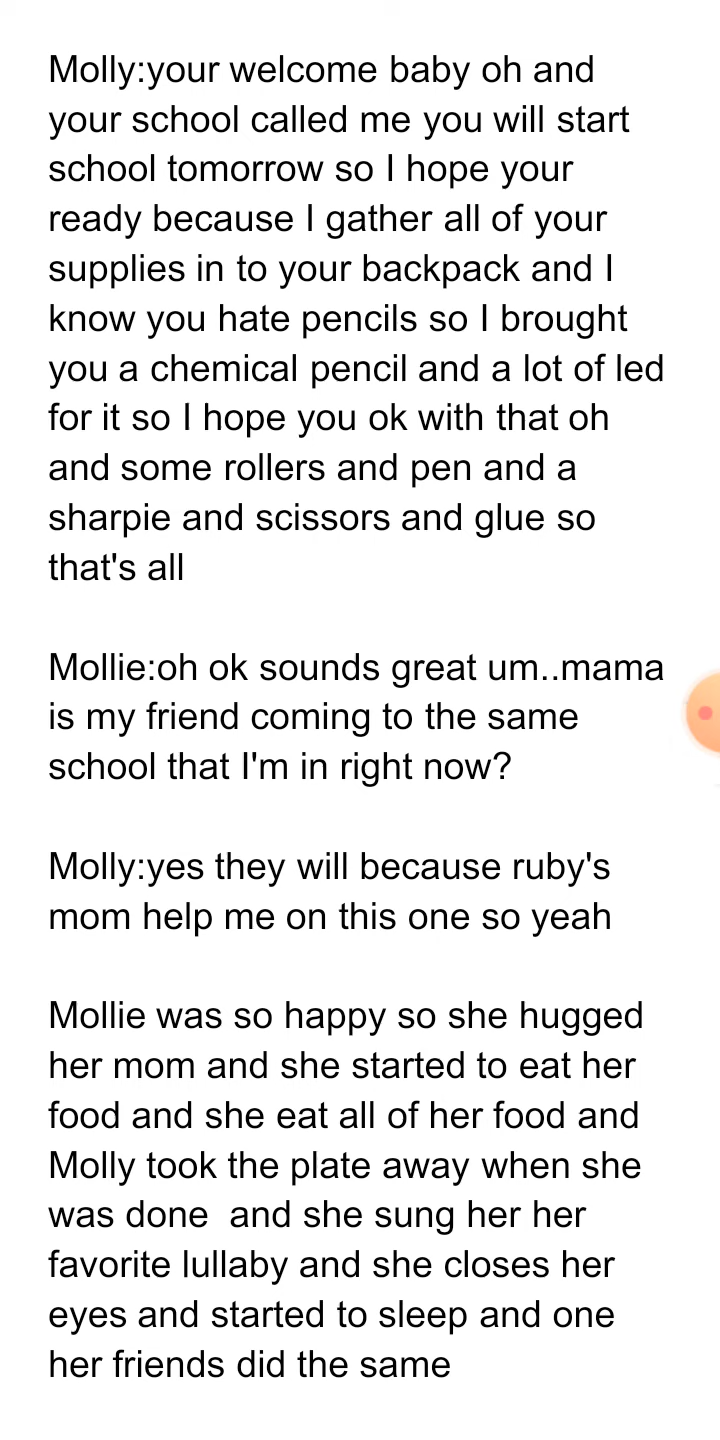 Molly:your welcome baby oh and
your school called me you will start
school tomorrow so I hope your
ready because I gather all of your
supplies in to your backpack and I
know you hate pencils so I brought
you a chemical pencil and a lot of led
for it so I hope you ok with that oh
and some rollers and pen and a
sharpie and scissors and glue so
that's all
Mollie:oh ok sounds great um..mama
is my friend coming to the same
school that I'm in right now?
Molly:yes they will because ruby's
mom help me on this one so yeah
Mollie was so happy so she hugged
her mom and she started to eat her
food and she eat all of her food and
Molly took the plate away when she
was done  and she sung her her
favorite lullaby and she closes her
eyes and started to sleep and one
her friends did the same